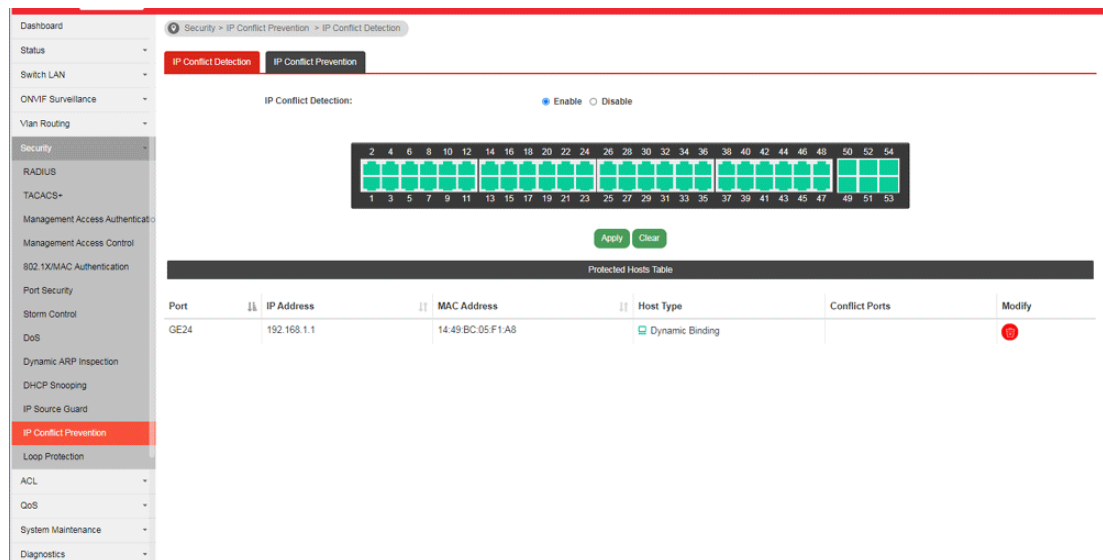 Dashboard
Status
Switch LAN
ONVIF Surveillance
Vlan Routing
Security
RADIUS
TACACS+
Management Access Authenticatio
Management Access Control
802.1X/MAC Authentication
Port Security
Storm Control
DoS
Dynamic ARP Inspection
DHCP Snooping
IP Source Guard
IP Conflict Prevention
Loop Protection
ACL
QoS
System Maintenance
Diagnostics
Security > IP Conflict Prevention > IP Conflict Detection
IP Conflict Detection IP Conflict Prevention
IP Conflict Detection: Enable Disable
2 4 6 8 10 12 14 16 18 20 22 24 26 28 30 32 34 36 38 40 42 44 46 48 50 52 54
1 3 5 7 9 11 13 15 17 19 21 23 25 27 29 31 33 35 37 39 41 43 45 47 49 51 53
Apply Clear
Protected Hosts Table
Port IP Address MAC Address Host Type Conflict Ports Modify
GE24 192.168.1.1 14:49:BC:05:F1:A8 Dynamic Binding